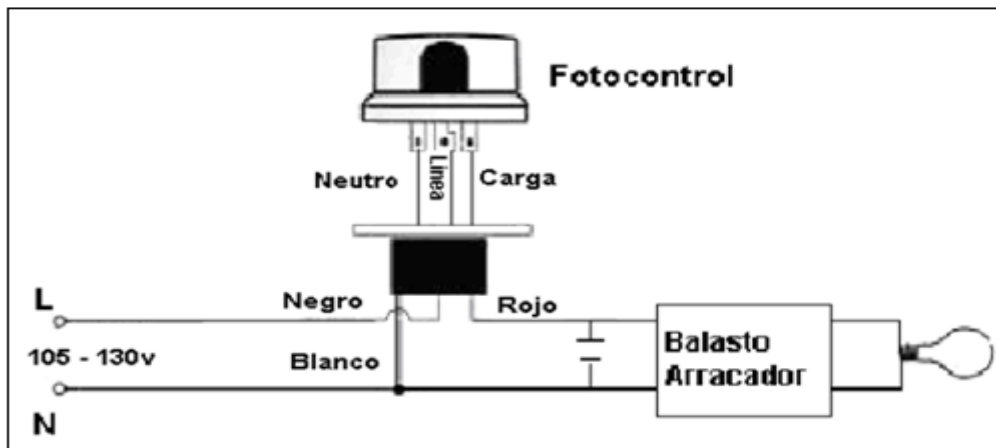 Fotocontrol
Neutro
Linea
Carga
L
Negro
Rojo
105 - 130v
Blanco
Balasto
Arracador
N